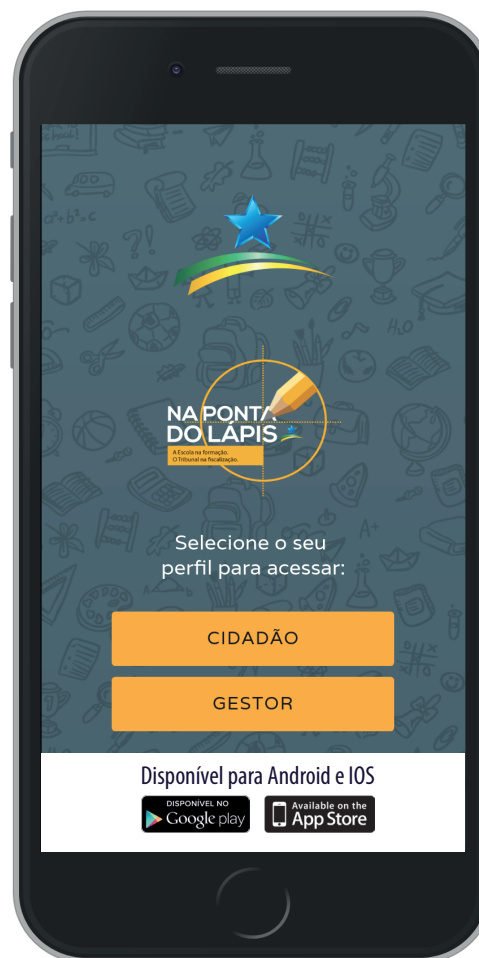 NA PONTA
DO LÁPIS
A Escola na formação.
O Tribunal na fiscalização.
Selecione o seu
perfil para acessar:
CIDADÃO
GESTOR
Disponível para Android e IOS
DISPONÍVEL NO
Google play
Available on the
App Store